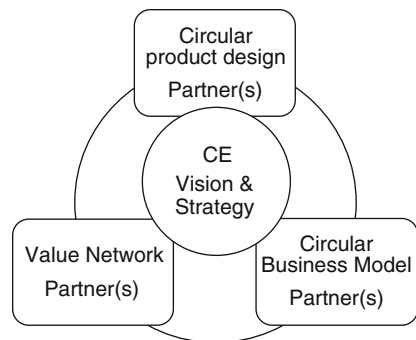 Circular
product design
Partner(s)
CE
Vision &
Strategy
Value Network
Partner(s)
Circular
Business Model
Partner(s)